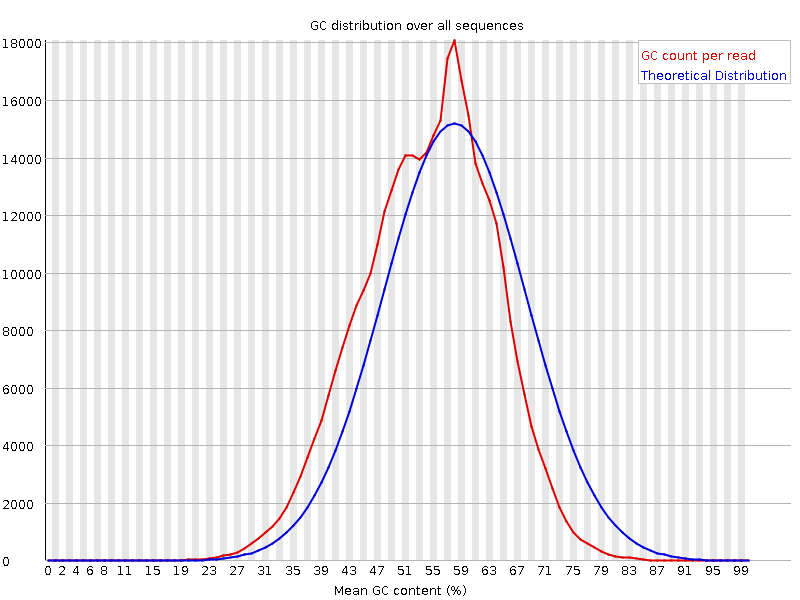 GC distribution over all sequences
GC count per read
Theoretical Distribution
18000
16000
14000
12000
10000
8000
6000
4000
2000
0
0 2 4 6 8 11 15 19 23 27 31 35 39 43 47 51 55 59 63 67 71 75 79 83 87 91 95 99
Mean GC content (%)